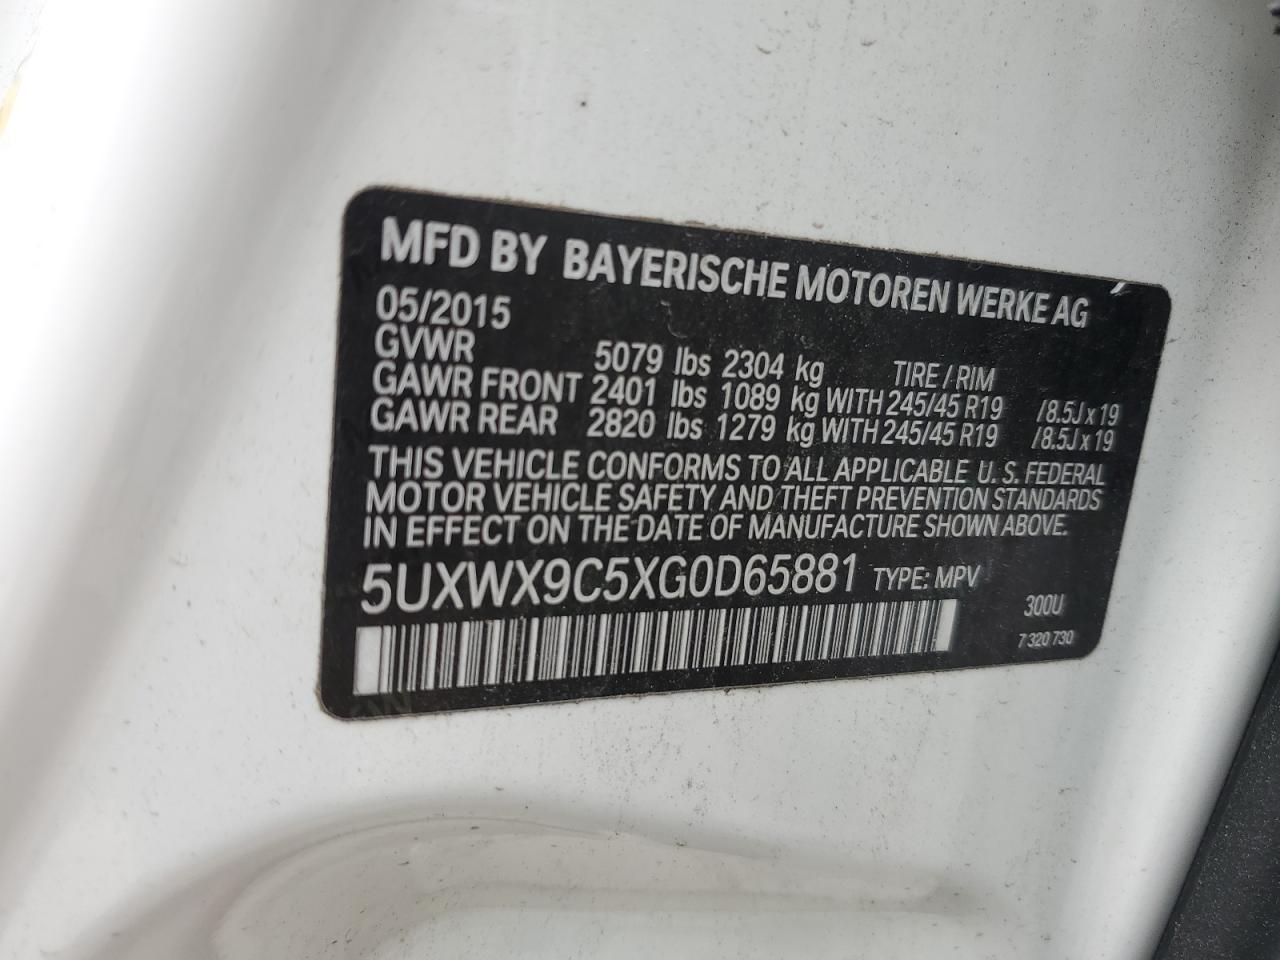 MFD BY BAYERISCHE MOTOREN WERKE AG
05/2015
GVWR 5079 lbs 2304 kg TIRE / RIM
GAWR FRONT 2401 lbs 1089 kg WITH 245/45 R19 /8.5J x 19
GAWR REAR 2820 lbs 1279 kg WITH 245/45 R19 /8.5J x 19
THIS VEHICLE CONFORMS TO ALL APPLICABLE U. S. FEDERAL
MOTOR VEHICLE SAFETY AND THEFT PREVENTION STANDARDS
IN EFFECT ON THE DATE OF MANUFACTURE SHOWN ABOVE.
5UXWX9C5XG0D65881 TYPE: MPV
300U
7 320 730